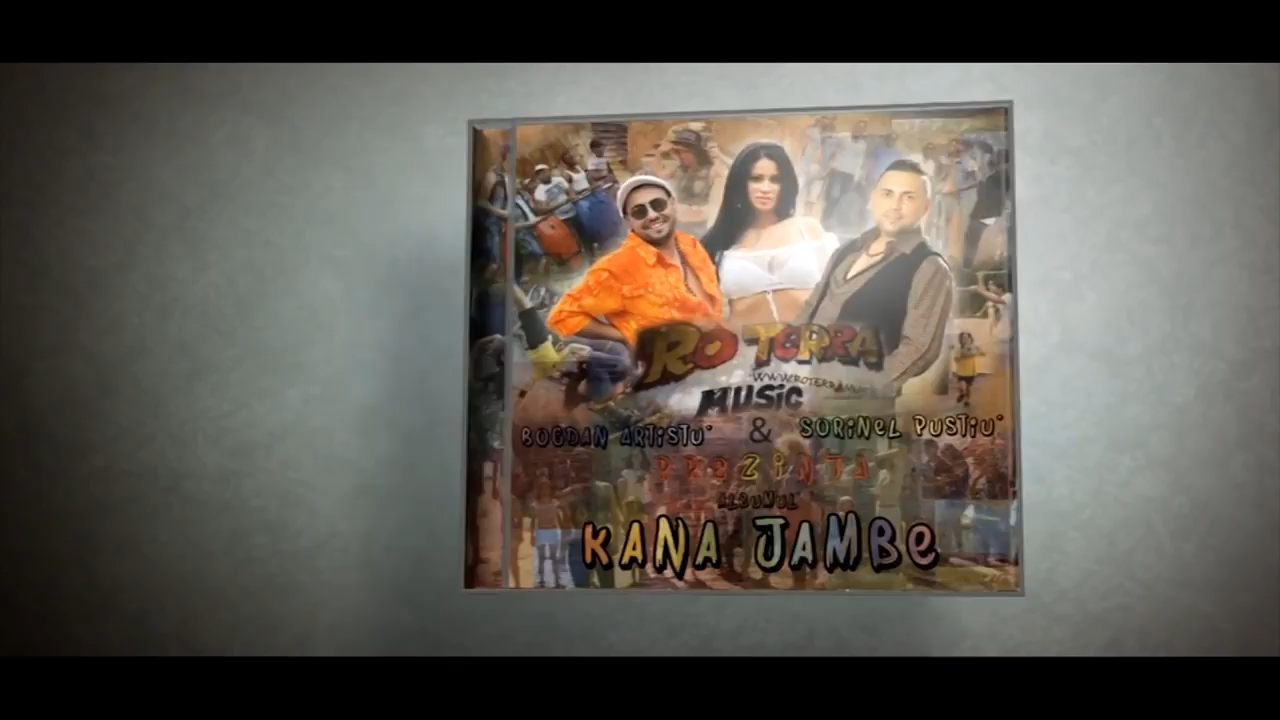 RO TERRA
MUSIC
BOGDAN ARTiSTU'
&
SORiNeL PUSTiU'
PReZiNTA
ALBUMUL
KANA JAMBe